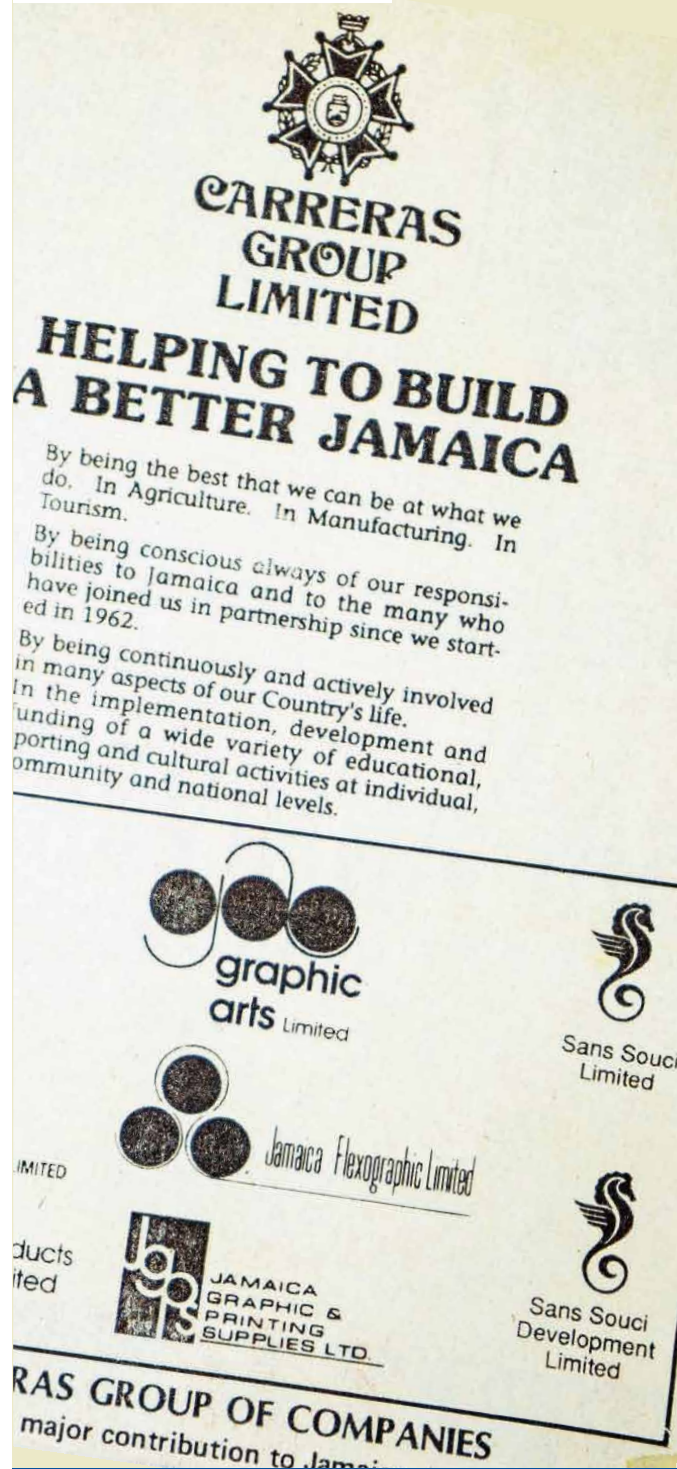 CARRERAS
GROUP
LIMITED
HELPING TO BUILD
A BETTER JAMAICA
By being the best that we can be at what we
do. In Agriculture. In Manufacturing. In
Tourism.
By being conscious always of our responsi-
bilities to Jamaica and to the many who
have joined us in partnership since we start-
ed in 1962.
By being continuously and actively involved
in many aspects of our Country's life.
In the implementation, development and
unding of a wide variety of educational,
porting and cultural activities at individual,
ommunity and national levels.
graphic
arts Limited
Sans Souci
Limited
Jamaica Flexographic Limited
IMITED
ducts
ited
jgps
JAMAICA
GRAPHIC &
PRINTING
SUPPLIES LTD.
Sans Souci
Development
Limited
RAS GROUP OF COMPANIES
major contribution to